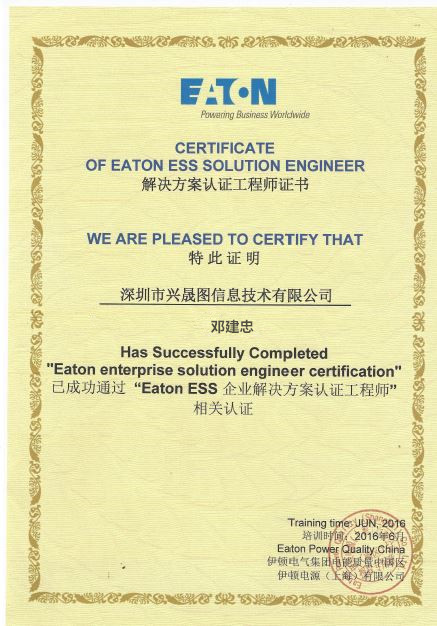 EATON
Powering Business Worldwide
CERTIFICATE
OF EATON ESS SOLUTION ENGINEER
解决方案认证工程师证书
WE ARE PLEASED TO CERTIFY THAT
特此证明
深圳市兴晟图信息技术有限公司
邓建忠
Has Successfully Completed
"Eaton enterprise solution engineer certification"
已成功通过 “Eaton ESS 企业解决方案认证工程师”
相关认证
Training time: JUN, 2016
培训时间：2016年6月
Eaton Power Quality China
伊顿电气集团电能质量中国区
伊顿电源（上海）有限公司